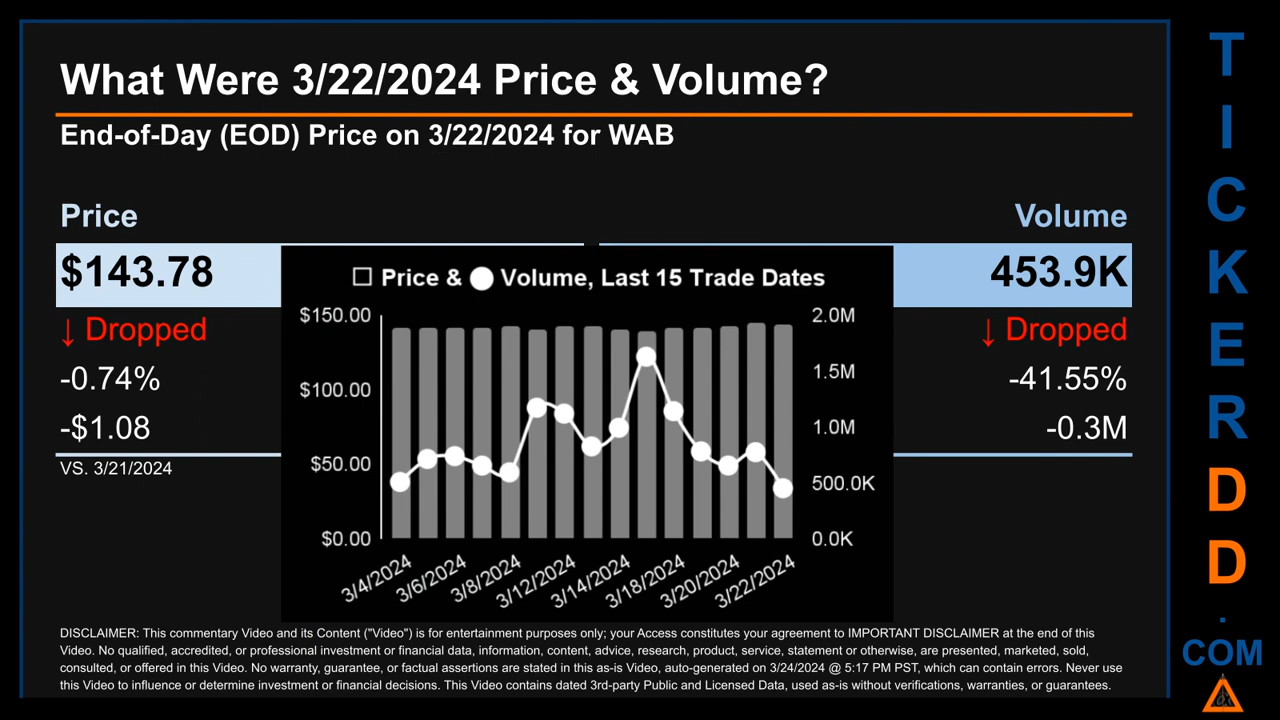 What Were 3/22/2024 Price & Volume?
End-of-Day (EOD) Price on 3/22/2024 for WAB
Price
Volume
$143.78
453.9K
↓ Dropped
↓ Dropped
-0.74%
-41.55%
-$1.08
-0.3M
VS. 3/21/2024
Price & Volume, Last 15 Trade Dates
$150.00
$100.00
$50.00
$0.00
2.0M
1.5M
1.0M
500.0K
0.0K
3/4/2024
3/6/2024
3/8/2024
3/12/2024
3/14/2024
3/18/2024
3/20/2024
3/22/2024
DISCLAIMER: This commentary Video and its Content ("Video") is for entertainment purposes only; your Access constitutes your agreement to IMPORTANT DISCLAIMER at the end of this
Video. No qualified, accredited, or professional investment or financial data, information, content, advice, research, product, service, statement or otherwise, are presented, marketed, sold,
consulted, or offered in this Video. No warranty, guarantee, or factual assertions are stated in this as-is Video, auto-generated on 3/24/2024 @ 5:17 PM PST, which can contain errors. Never use
this Video to influence or determine investment or financial decisions. This Video contains dated 3rd-party Public and Licensed Data, used as-is without verifications, warranties, or guarantees.
T
I
C
K
E
R
D
D
.
COM